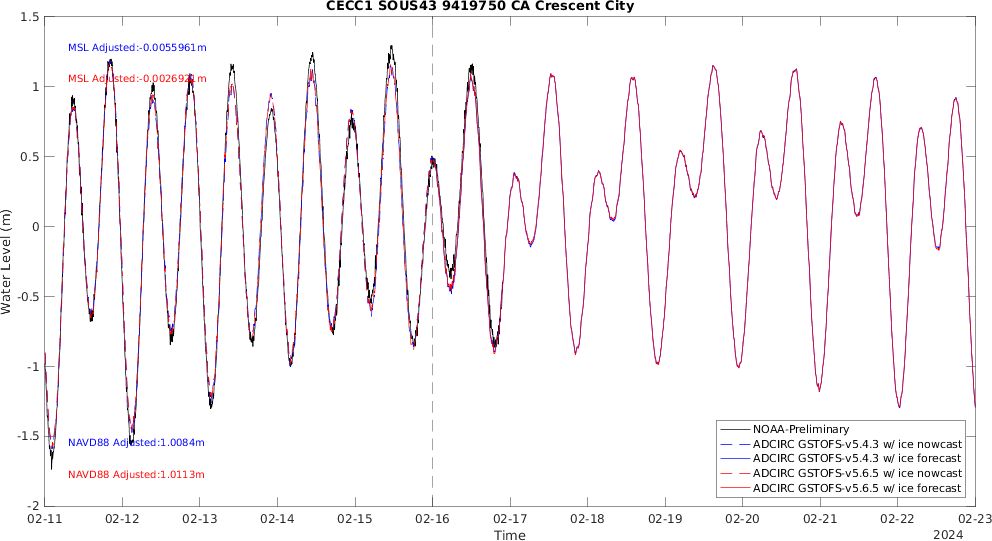 CECC1 SOUS43 9419750 CA Crescent City
1.5
1
0.5
0
-0.5
-1
-1.5
-2
Water Level (m)
MSL Adjusted:-0.0055961m
MSL Adjusted:-0.0026921m
NAVD88 Adjusted:1.0084m
NAVD88 Adjusted:1.0113m
NOAA-Preliminary
ADCIRC GSTOFS-v5.4.3 w/ ice nowcast
ADCIRC GSTOFS-v5.4.3 w/ ice forecast
ADCIRC GSTOFS-v5.6.5 w/ ice nowcast
ADCIRC GSTOFS-v5.6.5 w/ ice forecast
02-11 02-12 02-13 02-14 02-15 02-16 02-17 02-18 02-19 02-20 02-21 02-22 02-23
Time
2024